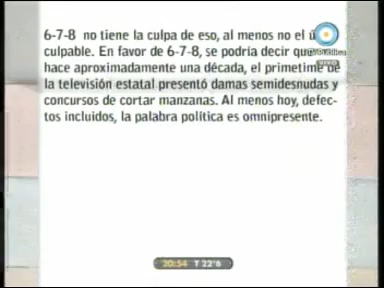 6-7-8 no tiene la culpa de eso, al menos no el
culpable. En favor de 6-7-8, se podría decir que
hace aproximadamente una década, el primetime de
la televisión estatal presentó damas semidesnudas y
concursos de cortar manzanas. Al menos hoy, defec-
tos incluidos, la palabra política es omnipresente.
20:54 T 22°6